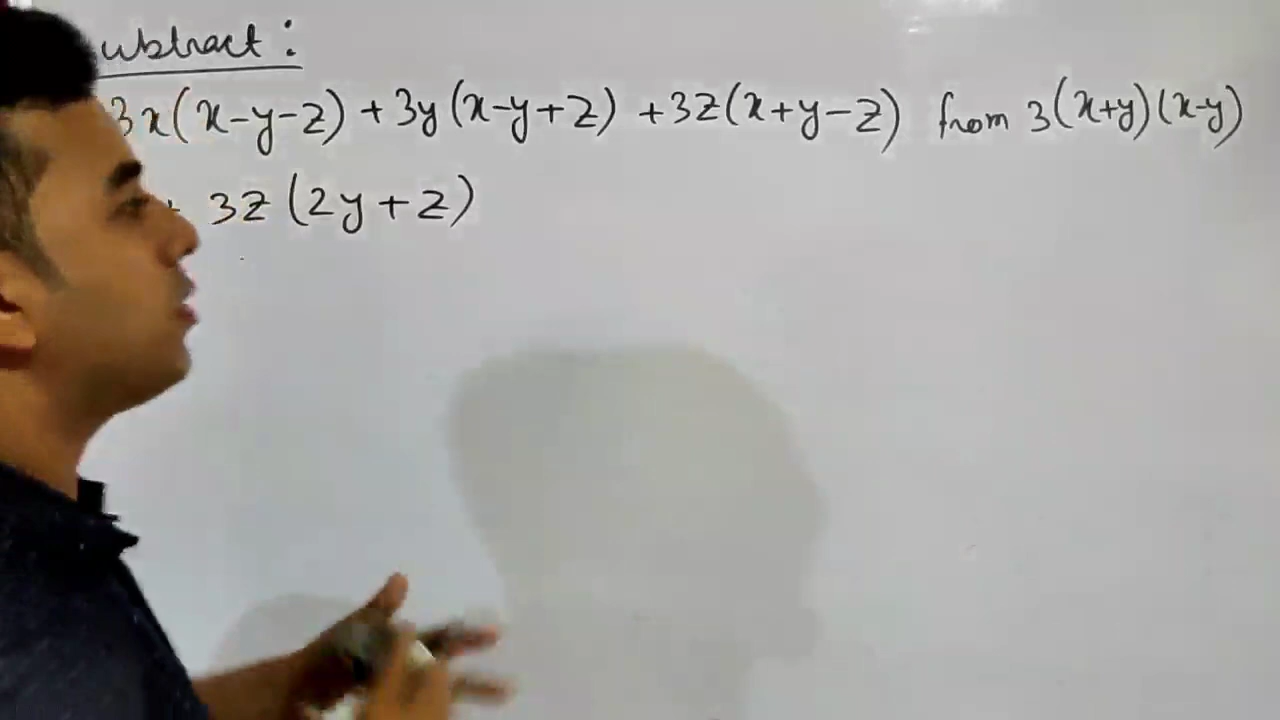 ubtract :
3x(x-y-z) + 3y(x-y+z) + 3z(x+y-z) from 3(x+y)(x-y)
+ 3z(2y+z)